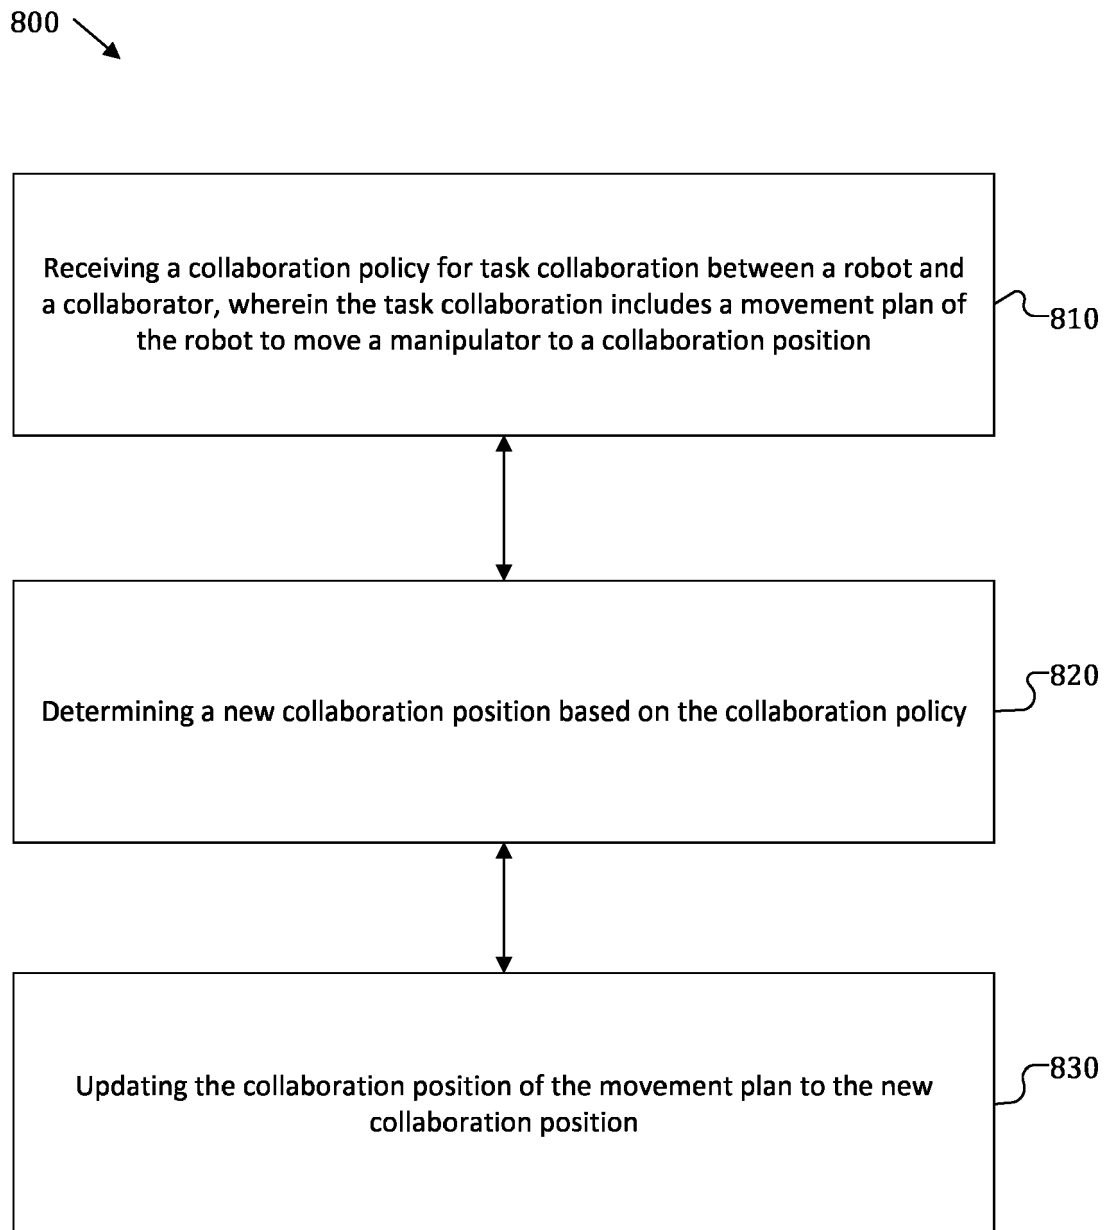 800
Receiving a collaboration policy for task collaboration between a robot and
a collaborator, wherein the task collaboration includes a movement plan of
the robot to move a manipulator to a collaboration position
810
Determining a new collaboration position based on the collaboration policy
820
Updating the collaboration position of the movement plan to the new
collaboration position
830